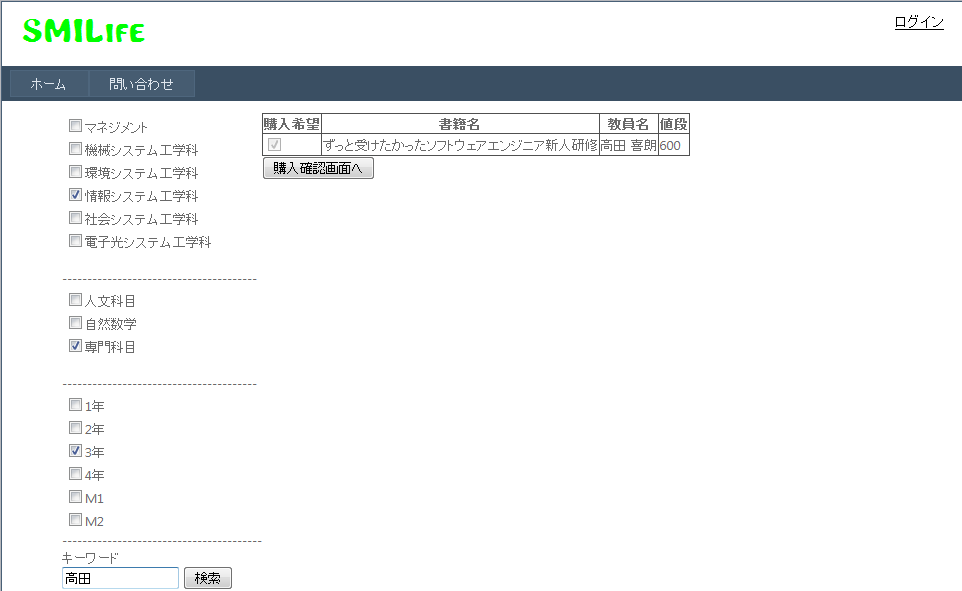 SMILIFE
ログイン
ホーム 問い合わせ
マネジメント
機械システム工学科
環境システム工学科
情報システム工学科
社会システム工学科
電子光システム工学科
---------------------------------------
人文科目
自然数学
専門科目
---------------------------------------
1年
2年
3年
4年
M1
M2
----------------------------------------
キーワード
高田 検索
購入希望 書籍名 教員名 値段
ずっと受けたかったソフトウェアエンジニア新人研修 高田 喜朗 600
購入確認画面へ